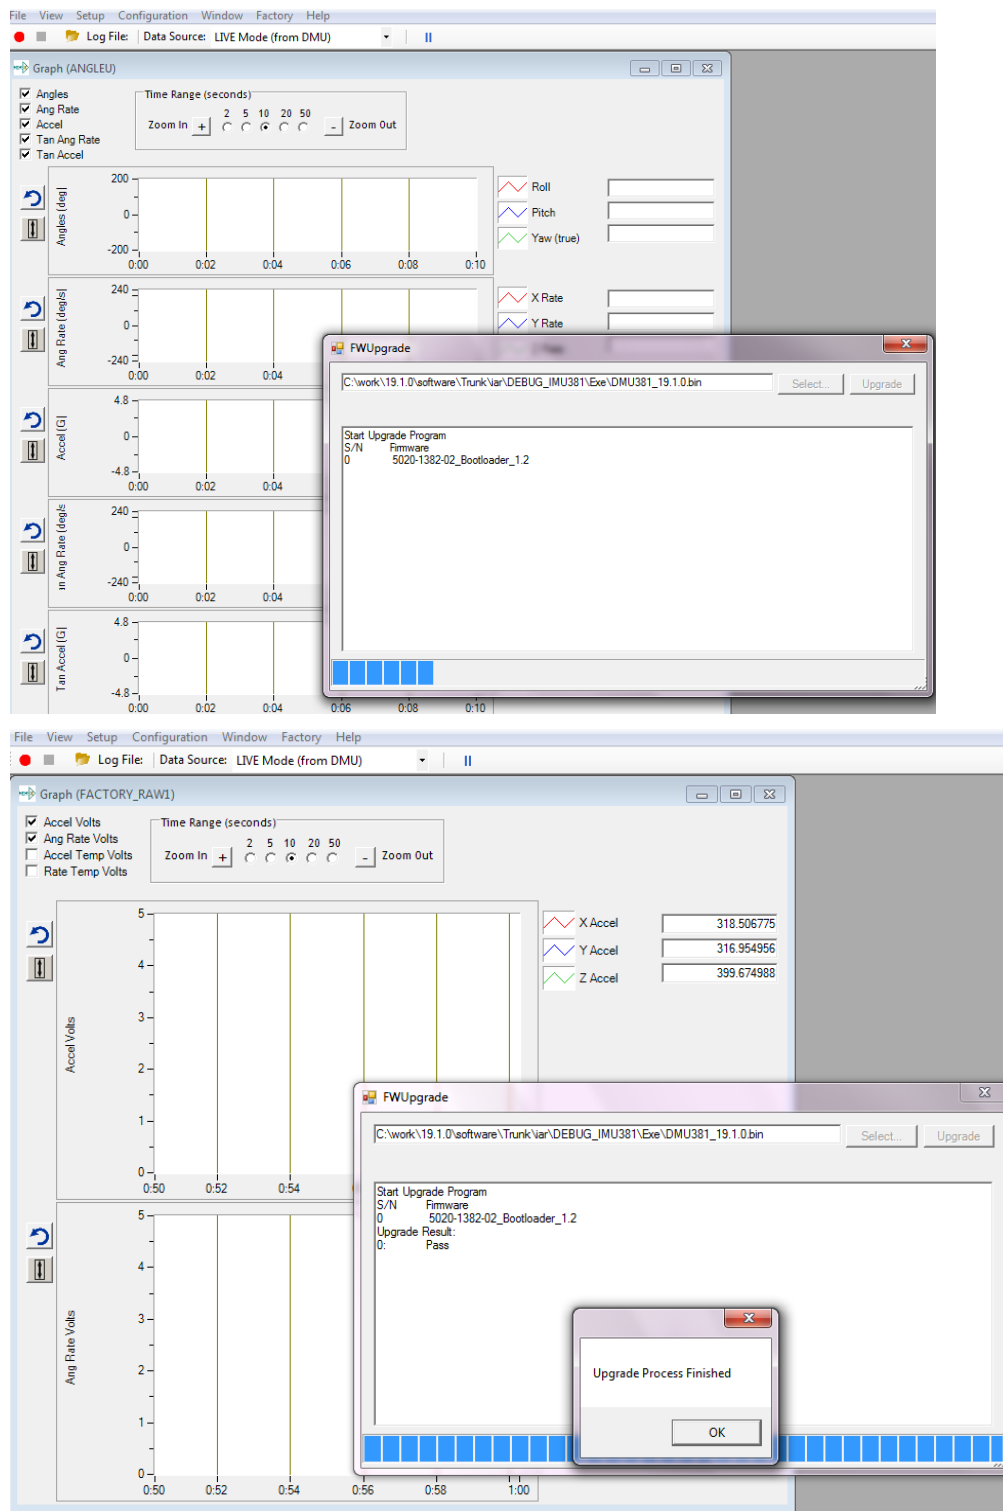 File View Setup Configuration Window Factory Help
Log File: Data Source: LIVE Mode (from DMU)
Graph (ANGLEU)
Angles
Ang Rate
Accel
Tan Ang Rate
Tan Accel
Time Range (seconds)
2 5 10 20 50
Zoom In + - Zoom Out
Angles (deg)
200
0
-200
0:00 0:02 0:04 0:06 0:08 0:10
Roll
Pitch
Yaw (true)
Ang Rate (deg/s)
240
0
-240
0:00 0:02 0:04
X Rate
Y Rate
Accel (G)
4.8
0
-4.8
0:00 0:02 0:04
Ang Rate (deg/s
240
0
-240
0:00 0:02 0:04
Tan Accel (G)
4.8
0
-4.8
0:00 0:02 0:04 0:06 0:08 0:10
FWUpgrade
C:\work\19.1.0\software\Trunk\iar\DEBUG_IMU381\Exe\DMU381_19.1.0.bin Select... Upgrade
Start Upgrade Program
S/N Firmware
0 5020-1382-02_Bootloader_1.2
File View Setup Configuration Window Factory Help
Log File: Data Source: LIVE Mode (from DMU)
Graph (FACTORY_RAW1)
Accel Volts
Ang Rate Volts
Accel Temp Volts
Rate Temp Volts
Time Range (seconds)
2 5 10 20 50
Zoom In + - Zoom Out
Accel Volts
5
4
3
2
1
0
0:50 0:52 0:54
X Accel 318.506775
Y Accel 316.954956
Z Accel 399.674988
Ang Rate Volts
5
4
3
2
1
0
0:50 0:52 0:54 0:56 0:58 1:00
FWUpgrade
C:\work\19.1.0\software\Trunk\iar\DEBUG_IMU381\Exe\DMU381_19.1.0.bin Select... Upgrade
Start Upgrade Program
S/N Firmware
0 5020-1382-02_Bootloader_1.2
Upgrade Result:
0: Pass
Upgrade Process Finished
OK